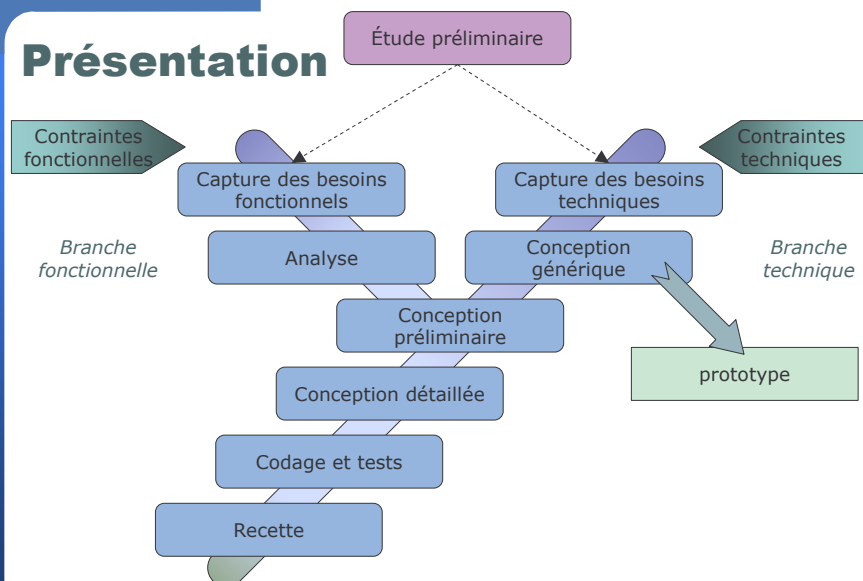 Étude préliminaire
Présentation
Contraintes
fonctionnelles
Contraintes
techniques
Capture des besoins
fonctionnels
Capture des besoins
techniques
Branche
fonctionnelle
Analyse
Conception
générique
Branche
technique
Conception
préliminaire
prototype
Conception détaillée
Codage et tests
Recette